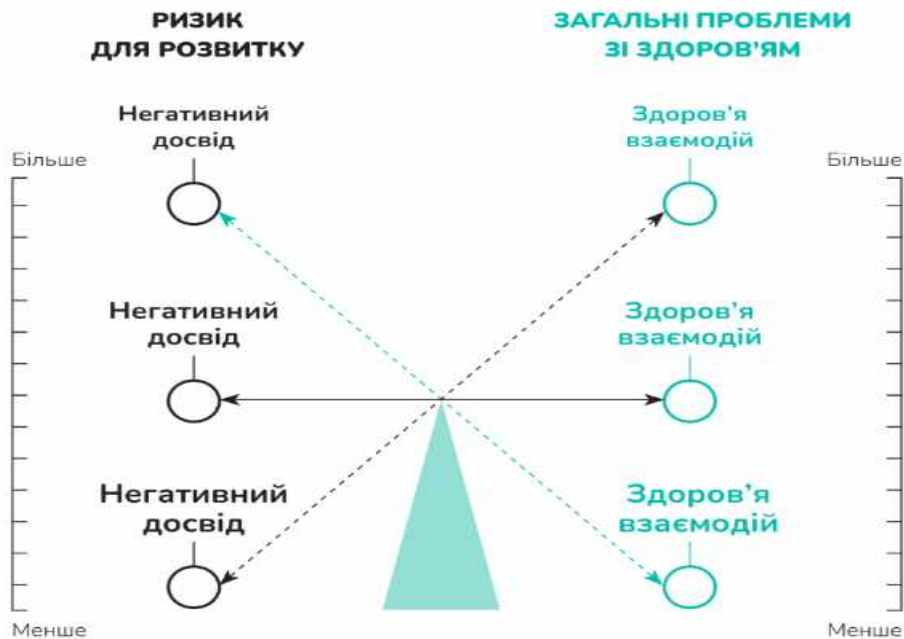 РИЗИК
ДЛЯ РОЗВИТКУ
ЗАГАЛЬНІ ПРОБЛЕМИ
ЗІ ЗДОРОВ’ЯМ
Негативний
досвід
Здоров’я
взаємодій
Більше
Більше
Негативний
досвід
Здоров’я
взаємодій
Негативний
досвід
Здоров’я
взаємодій
Менше
Менше